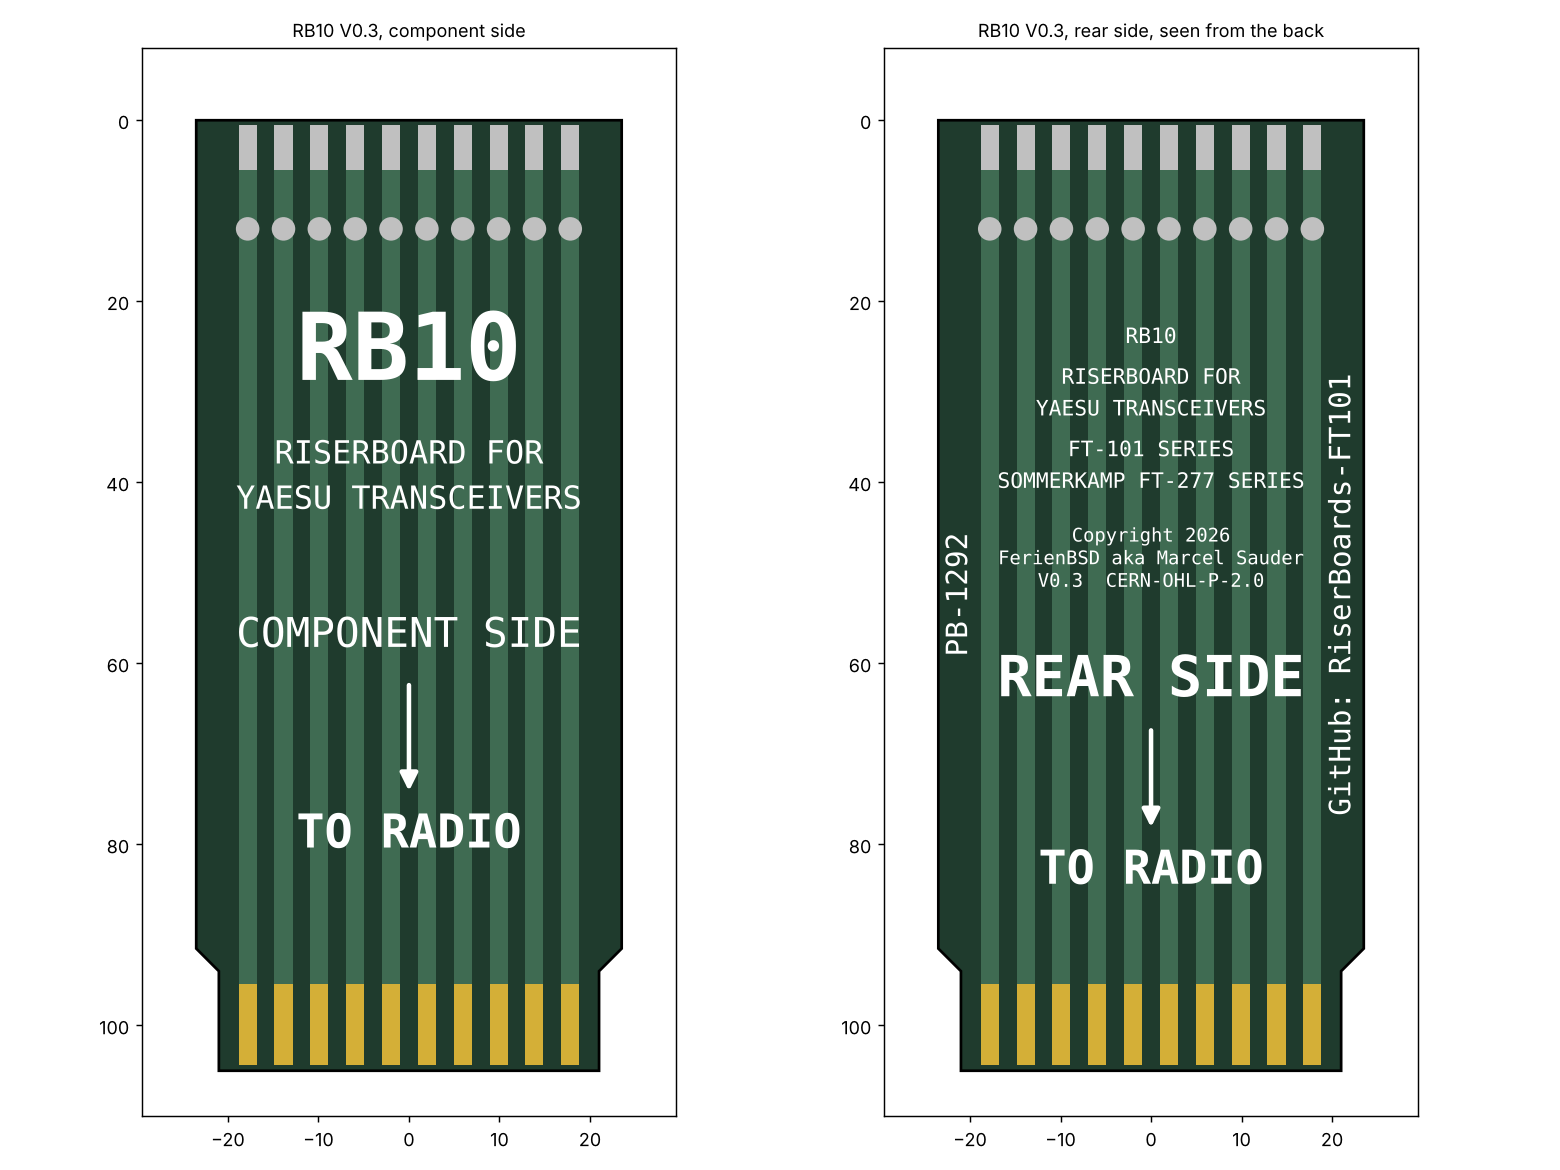 RB10 V0.3, component side
0
20
40
60
80
100
−20
−10
0
10
20
RB10
RISERBOARD FOR
YAESU TRANSCEIVERS
COMPONENT SIDE
TO RADIO
RB10 V0.3, rear side, seen from the back
0
20
40
60
80
100
−20
−10
0
10
20
RB10
RISERBOARD FOR
YAESU TRANSCEIVERS
FT-101 SERIES
SOMMERKAMP FT-277 SERIES
Copyright 2026
FerienBSD aka Marcel Sauder
V0.3  CERN-OHL-P-2.0
PB-1292
GitHub: RiserBoards-FT101
REAR SIDE
TO RADIO